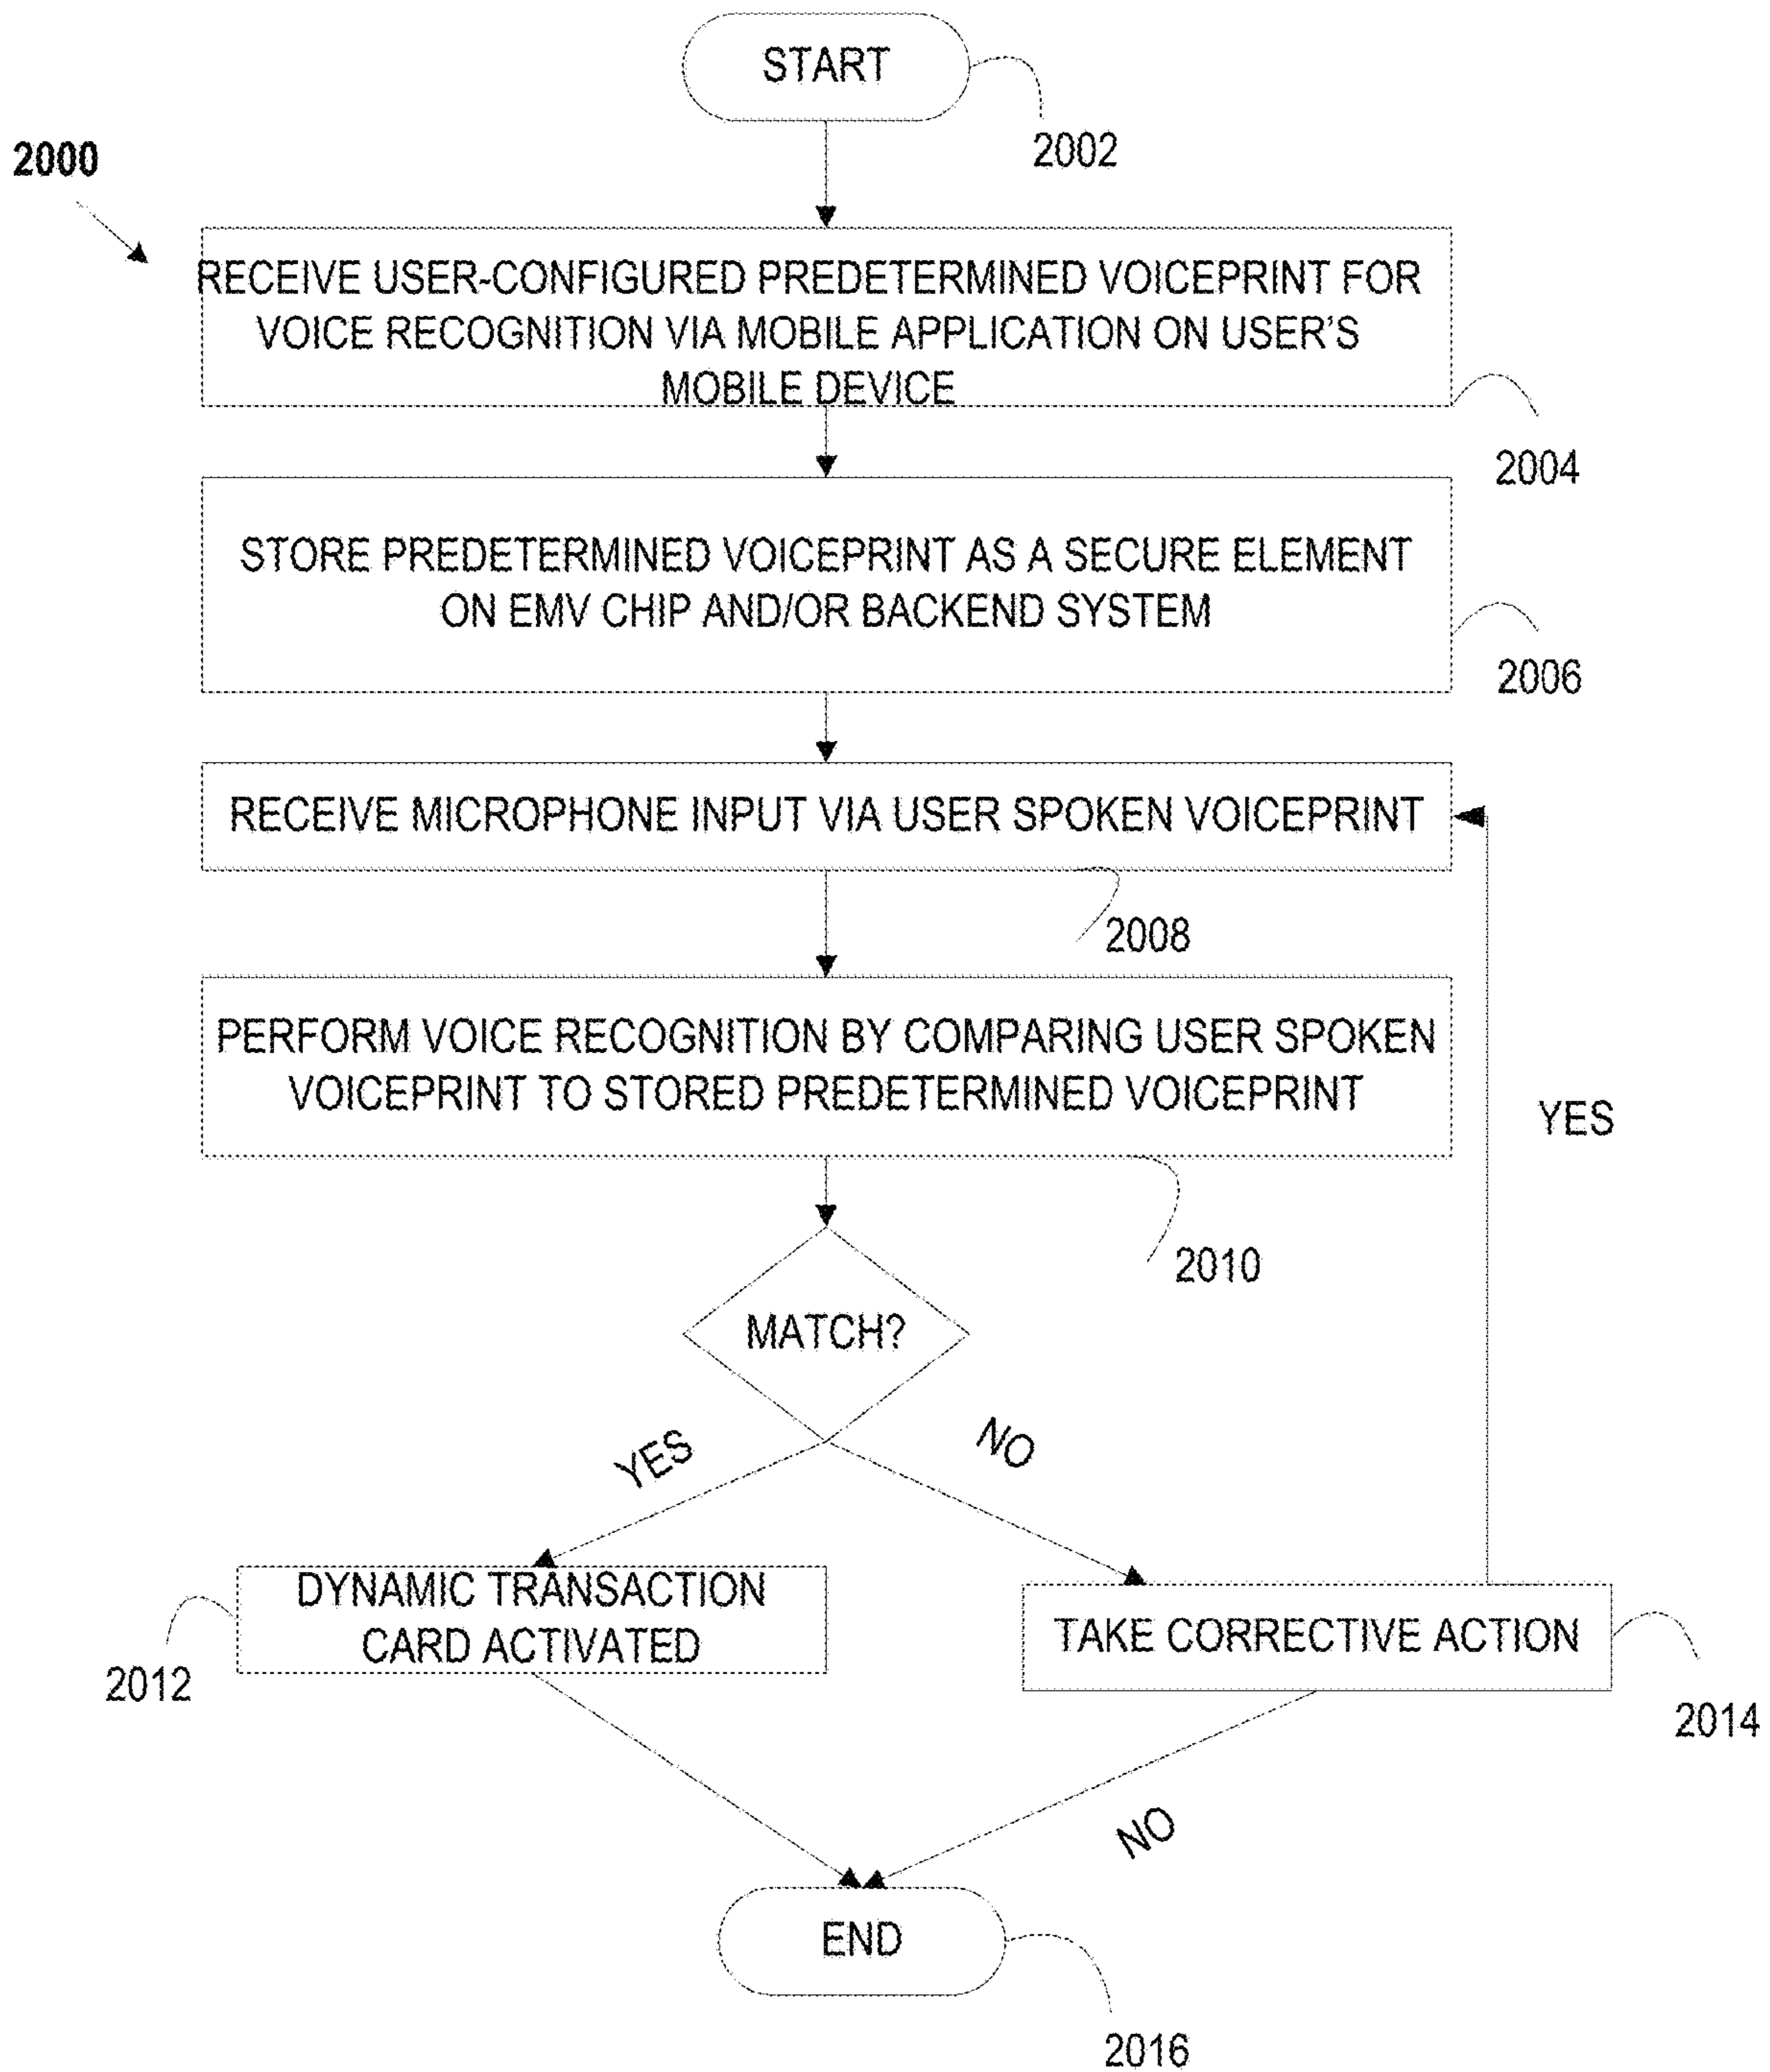 START
2002
2000
RECEIVE USER-CONFIGURED PREDETERMINED VOICEPRINT FOR
VOICE RECOGNITION VIA MOBILE APPLICATION ON USER'S
MOBILE DEVICE
2004
STORE PREDETERMINED VOICEPRINT AS A SECURE ELEMENT
ON EMV CHIP AND/OR BACKEND SYSTEM
2006
RECEIVE MICROPHONE INPUT VIA USER SPOKEN VOICEPRINT
2008
PERFORM VOICE RECOGNITION BY COMPARING USER SPOKEN
VOICEPRINT TO STORED PREDETERMINED VOICEPRINT
YES
2010
MATCH?
YES
NO
DYNAMIC TRANSACTION
CARD ACTIVATED
2012
TAKE CORRECTIVE ACTION
2014
NO
END
2016